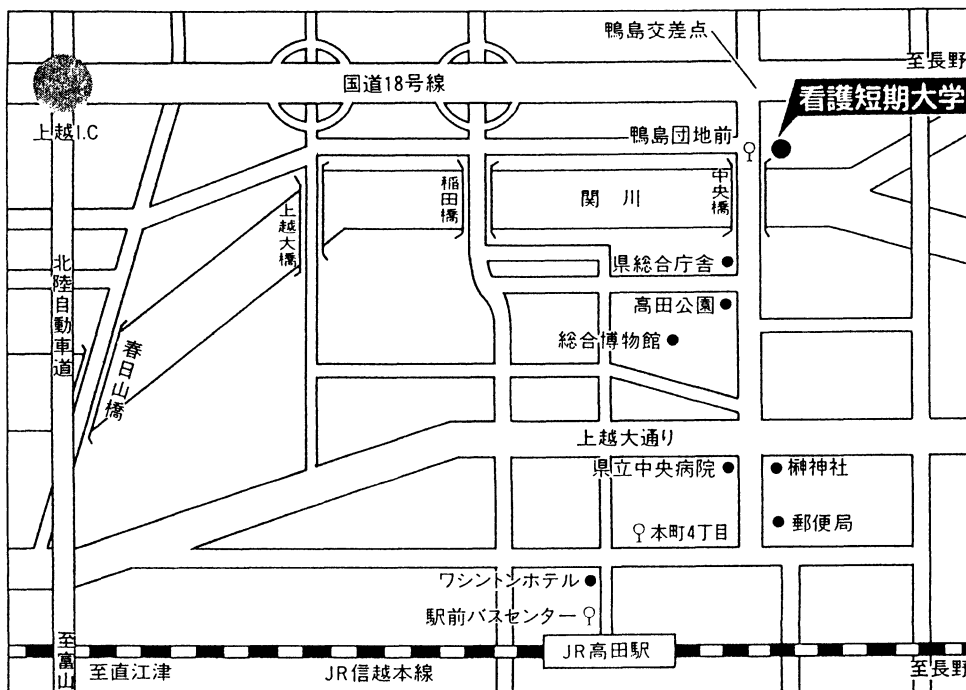 鴨島交差点
至長野
国道18号線
看護短期大学
上越I.C
鴨島団地前
中央橋
稲田橋
関川
上越大橋
県総合庁舎
北陸自動車道
高田公園
総合博物館
春日山橋
上越大通り
県立中央病院
榊神社
本町4丁目
郵便局
ワシントンホテル
駅前バスセンター
至富山
JR高田駅
至直江津
JR信越本線
至長野